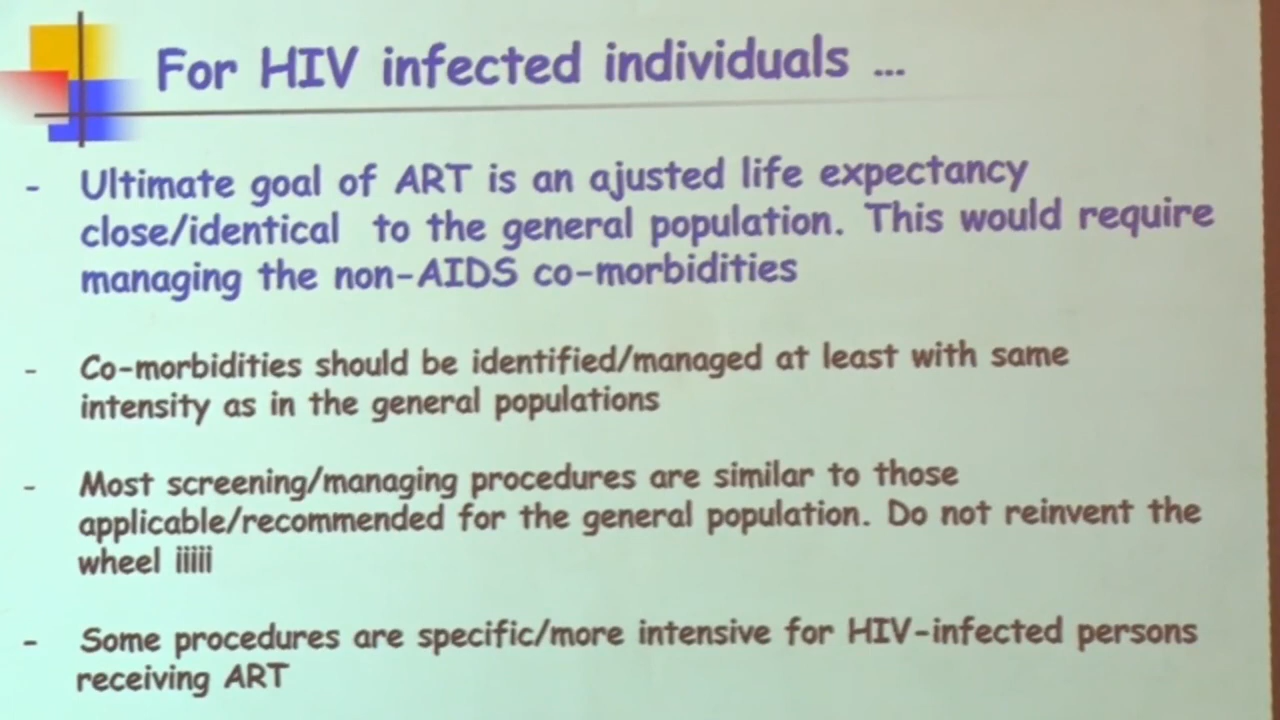 For HIV infected individuals ...
- Ultimate goal of ART is an ajusted life expectancy
close/identical to the general population. This would require
managing the non-AIDS co-morbidities
- Co-morbidities should be identified/managed at least with same
intensity as in the general populations
- Most screening/managing procedures are similar to those
applicable/recommended for the general population. Do not reinvent the
wheel ¡¡¡¡¡
- Some procedures are specific/more intensive for HIV-infected persons
receiving ART